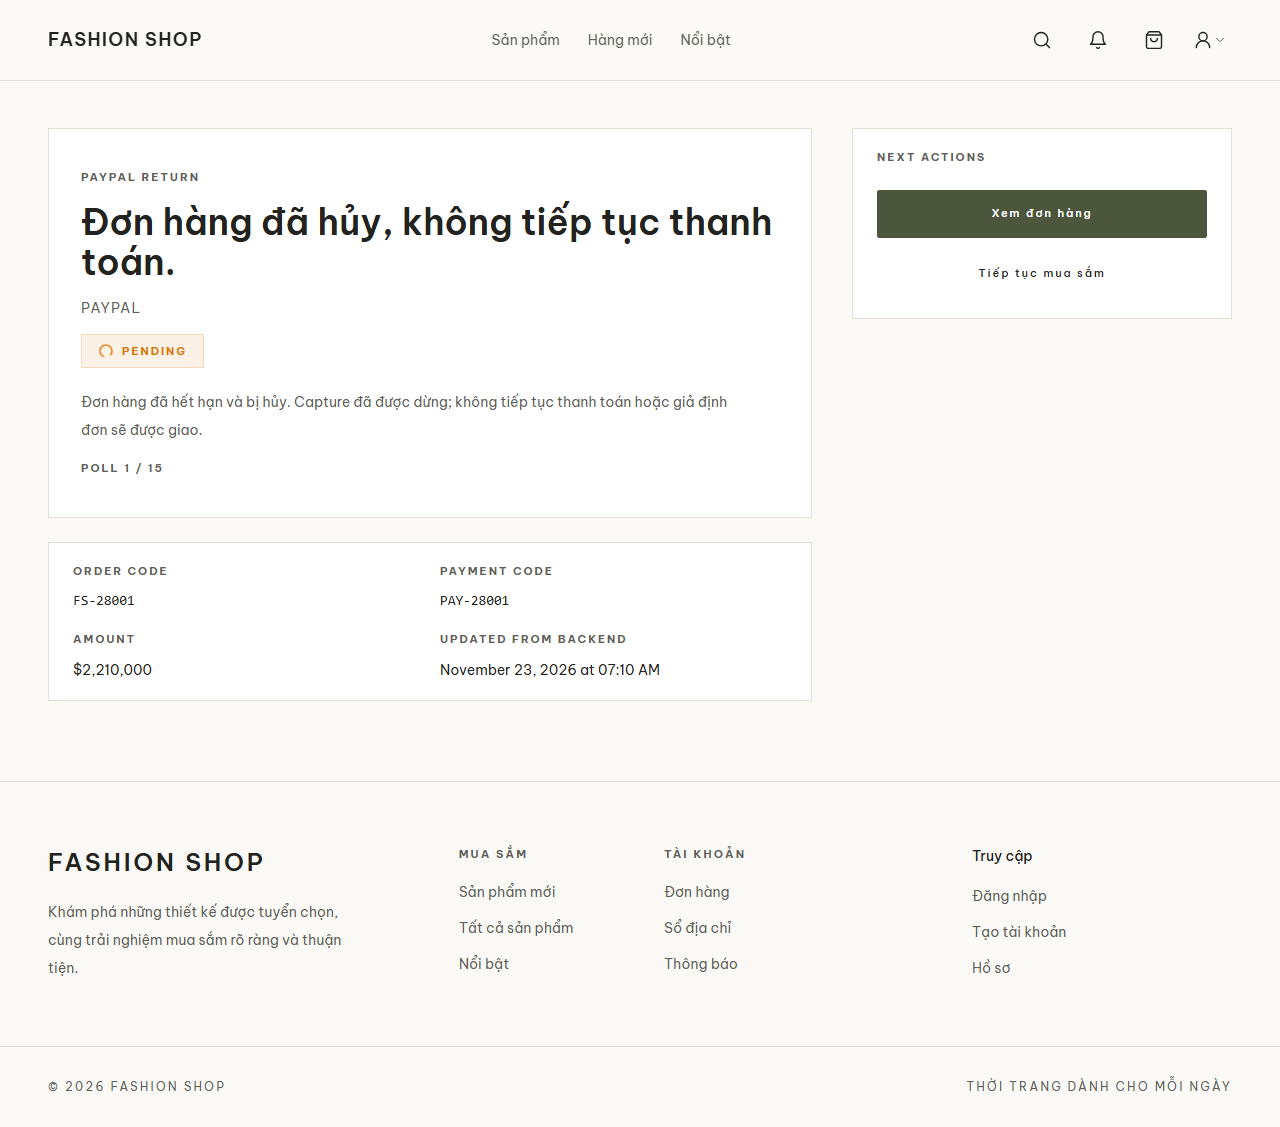 FASHION SHOP
Sản phẩm
Hàng mới
Nổi bật
PAYPAL RETURN
Đơn hàng đã hủy, không tiếp tục thanh
toán.
PAYPAL
PENDING
Đơn hàng đã hết hạn và bị hủy. Capture đã được dừng; không tiếp tục thanh toán hoặc giả định
đơn sẽ được giao.
POLL 1 / 15
NEXT ACTIONS
Xem đơn hàng
Tiếp tục mua sắm
ORDER CODE
FS-28001
PAYMENT CODE
PAY-28001
AMOUNT
$2,210,000
UPDATED FROM BACKEND
November 23, 2026 at 07:10 AM
FASHION SHOP
Khám phá những thiết kế được tuyển chọn,
cùng trải nghiệm mua sắm rõ ràng và thuận
tiện.
MUA SẮM
Sản phẩm mới
Tất cả sản phẩm
Nổi bật
TÀI KHOẢN
Đơn hàng
Sổ địa chỉ
Thông báo
Truy cập
Đăng nhập
Tạo tài khoản
Hồ sơ
© 2026 FASHION SHOP
THỜI TRANG DÀNH CHO MỖI NGÀY